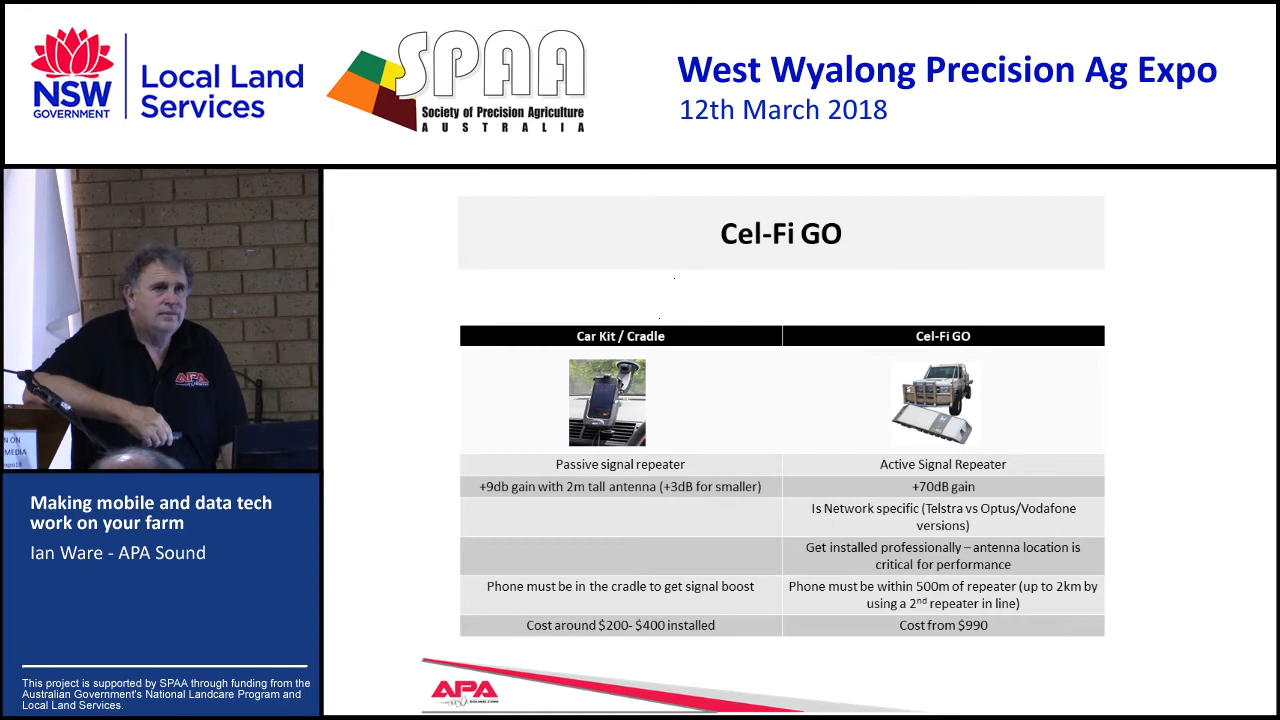 NSW
GOVERNMENT
Local Land
Services
SPAA
Society of Precision Agriculture
AUSTRALIA
West Wyalong Precision Ag Expo
12th March 2018
APA
N ON
MEDIA
expo18
Making mobile and data tech
work on your farm
Ian Ware - APA Sound
This project is supported by SPAA through funding from the
Australian Government's National Landcare Program and
Local Land Services.
Cel-Fi GO
Car Kit / Cradle
Cel-Fi GO
Passive signal repeater
Active Signal Repeater
+9db gain with 2m tall antenna (+3dB for smaller)
+70dB gain
Is Network specific (Telstra vs Optus/Vodafone
versions)
Get installed professionally – antenna location is
critical for performance
Phone must be in the cradle to get signal boost
Phone must be within 500m of repeater (up to 2km by
using a 2nd repeater in line)
Cost around $200- $400 installed
Cost from $990
APA
SOUND.COM